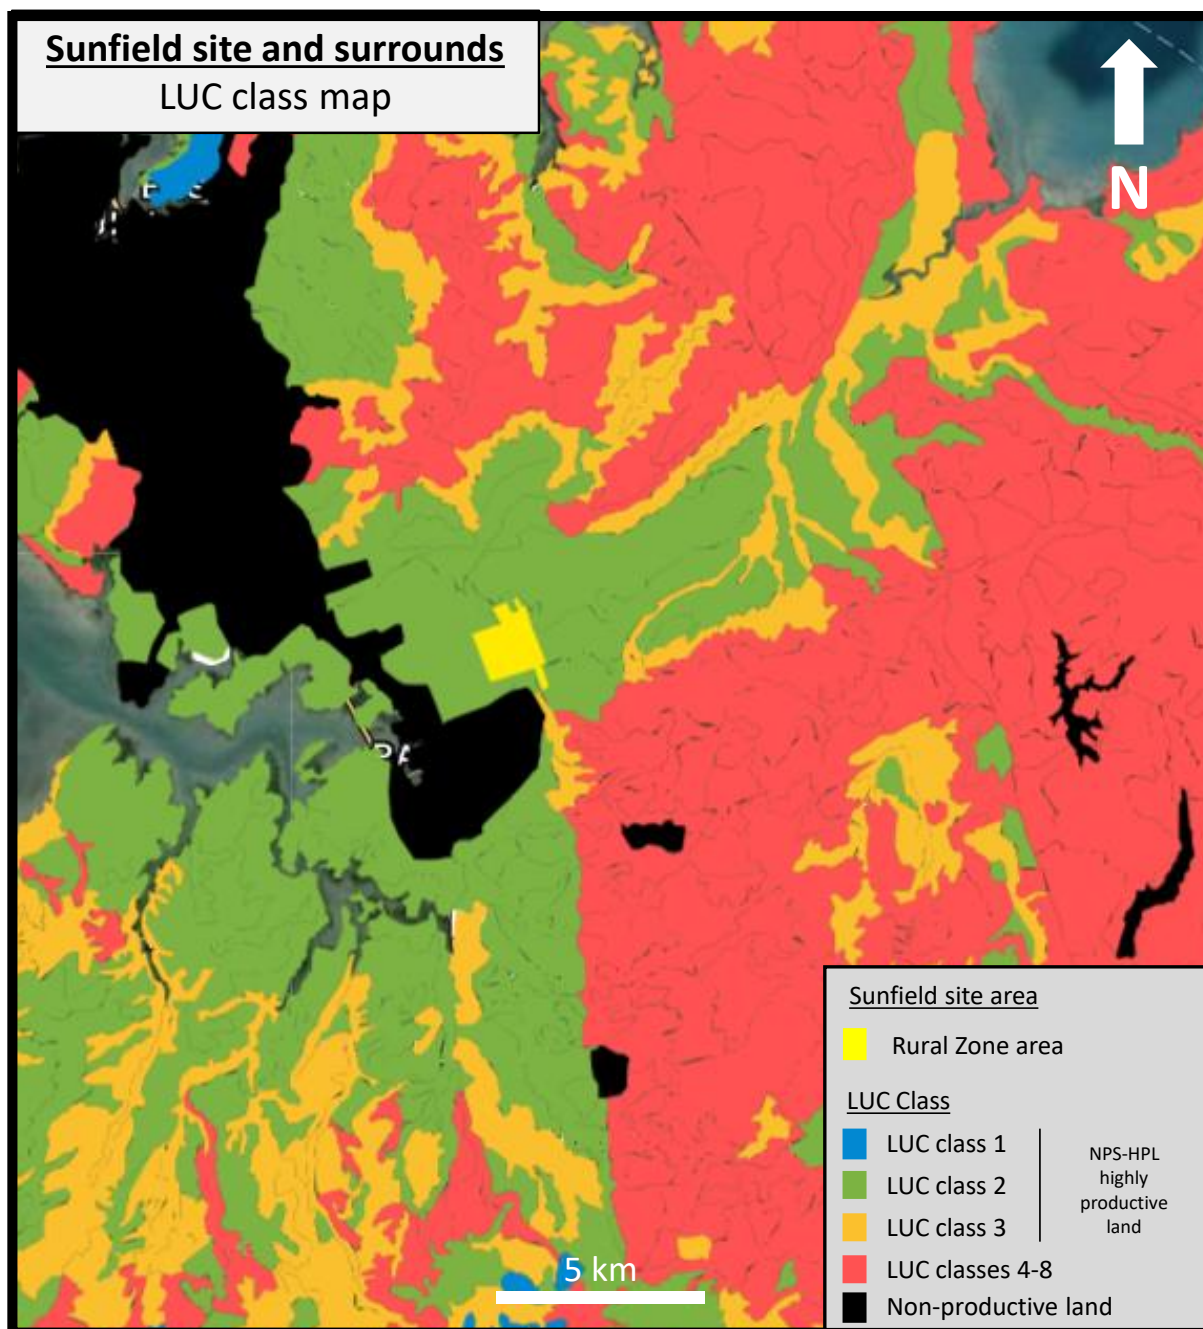 Sunfield site and surrounds
LUC class map
N
5 km
Sunfield site area
Rural Zone area
LUC Class
LUC class 1
LUC class 2
LUC class 3
NPS-HPL
highly
productive
land
LUC classes 4-8
Non-productive land